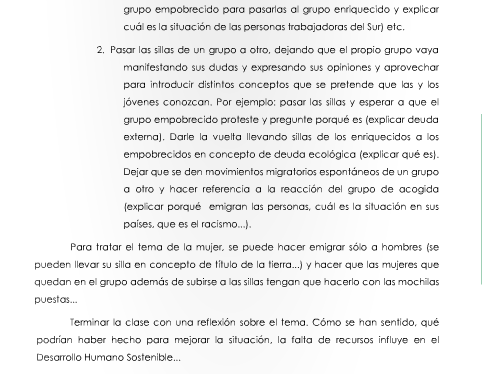 grupo empobrecido para pasarlas al grupo enriquecido y explicar
cuál es la situación de las personas trabajadoras del Sur) etc.
2. Pasar las sillas de un grupo a otro, dejando que el propio grupo vaya
manifestando sus dudas y expresando sus opiniones y aprovechar
para introducir distintos conceptos que se pretende que las y los
jóvenes conozcan. Por ejemplo: pasar las sillas y esperar a que el
grupo empobrecido proteste y pregunte porqué es (explicar deuda
externa). Darle la vuelta llevando sillas de los enriquecidos a los
empobrecidos en concepto de deuda ecológica (explicar qué es).
Dejar que se den movimientos migratorios espontáneos de un grupo
a otro y hacer referencia a la reacción del grupo de acogida
(explicar porqué emigran las personas, cuál es la situación en sus
países, que es el racismo...).
Para tratar el tema de la mujer, se puede hacer emigrar sólo a hombres (se
pueden llevar su silla en concepto de título de la tierra...) y hacer que las mujeres que
quedan en el grupo además de subirse a las sillas tengan que hacerlo con las mochilas
puestas...
Terminar la clase con una reflexión sobre el tema. Cómo se han sentido, qué
podrían haber hecho para mejorar la situación, la falta de recursos influye en el
Desarrollo Humano Sostenible...